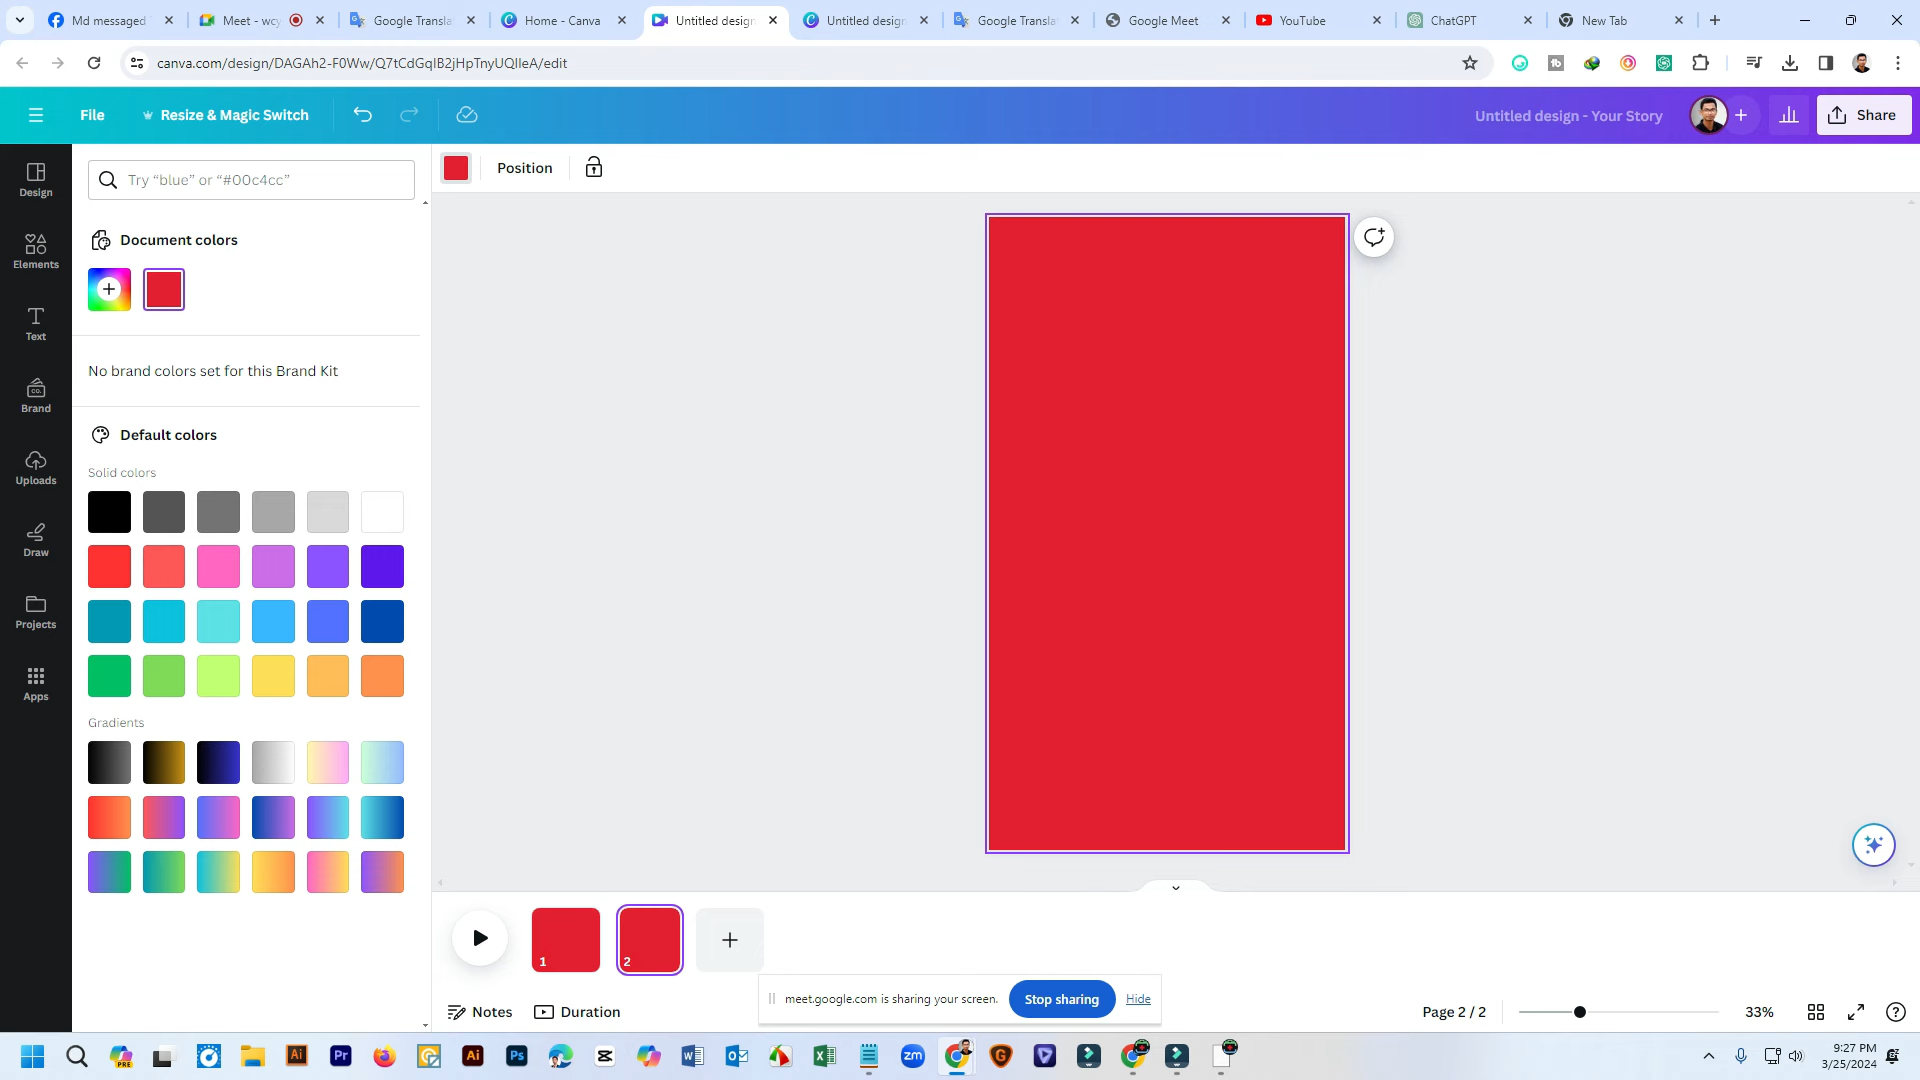 Md messaged
Meet - wcy
Google Transla
Home - Canva
Untitled design
Untitled design
Google Transla
Google Meet
YouTube
ChatGPT
New Tab
canva.com/design/DAGAh2-F0Ww/Q7tCdGqIB2jHpTnyUQIleA/edit
File
Resize & Magic Switch
Untitled design - Your Story
Share
Design
Elements
Text
Brand
Uploads
Draw
Projects
Apps
Try “blue” or “#00c4cc”
Document colors
No brand colors set for this Brand Kit
Default colors
Solid colors
Gradients
Position
1
2
meet.google.com is sharing your screen.
Stop sharing
Hide
Notes
Duration
Page 2 / 2
33%
9:27 PM
3/25/2024